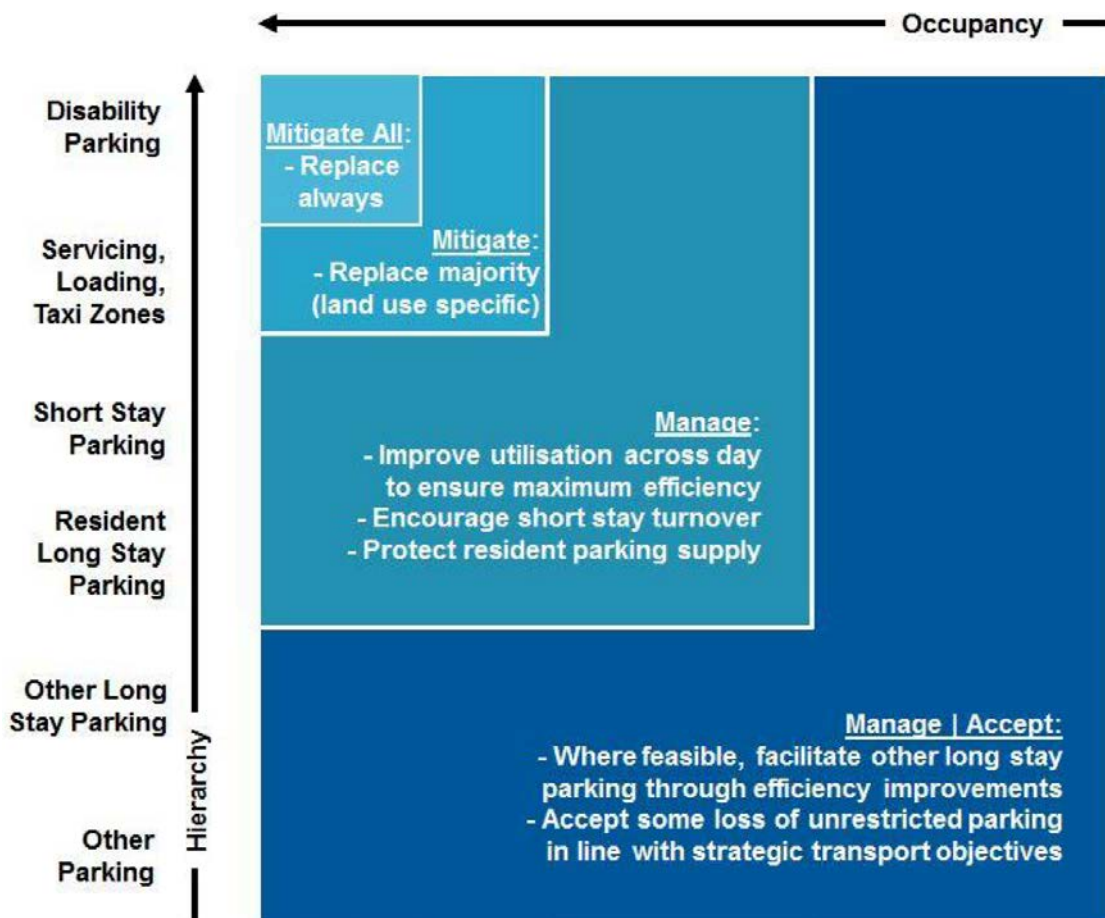 Occupancy
Disability
Parking
Mitigate All:
- Replace
always
Servicing,
Loading,
Taxi Zones
Mitigate:
- Replace majority
(land use specific)
Short Stay
Parking
Manage:
- Improve utilisation across day
to ensure maximum efficiency
- Encourage short stay turnover
- Protect resident parking supply
Resident
Long Stay
Parking
Other Long
Stay Parking
Hierarchy
Manage | Accept:
- Where feasible, facilitate other long stay
parking through efficiency improvements
- Accept some loss of unrestricted parking
in line with strategic transport objectives
Other
Parking